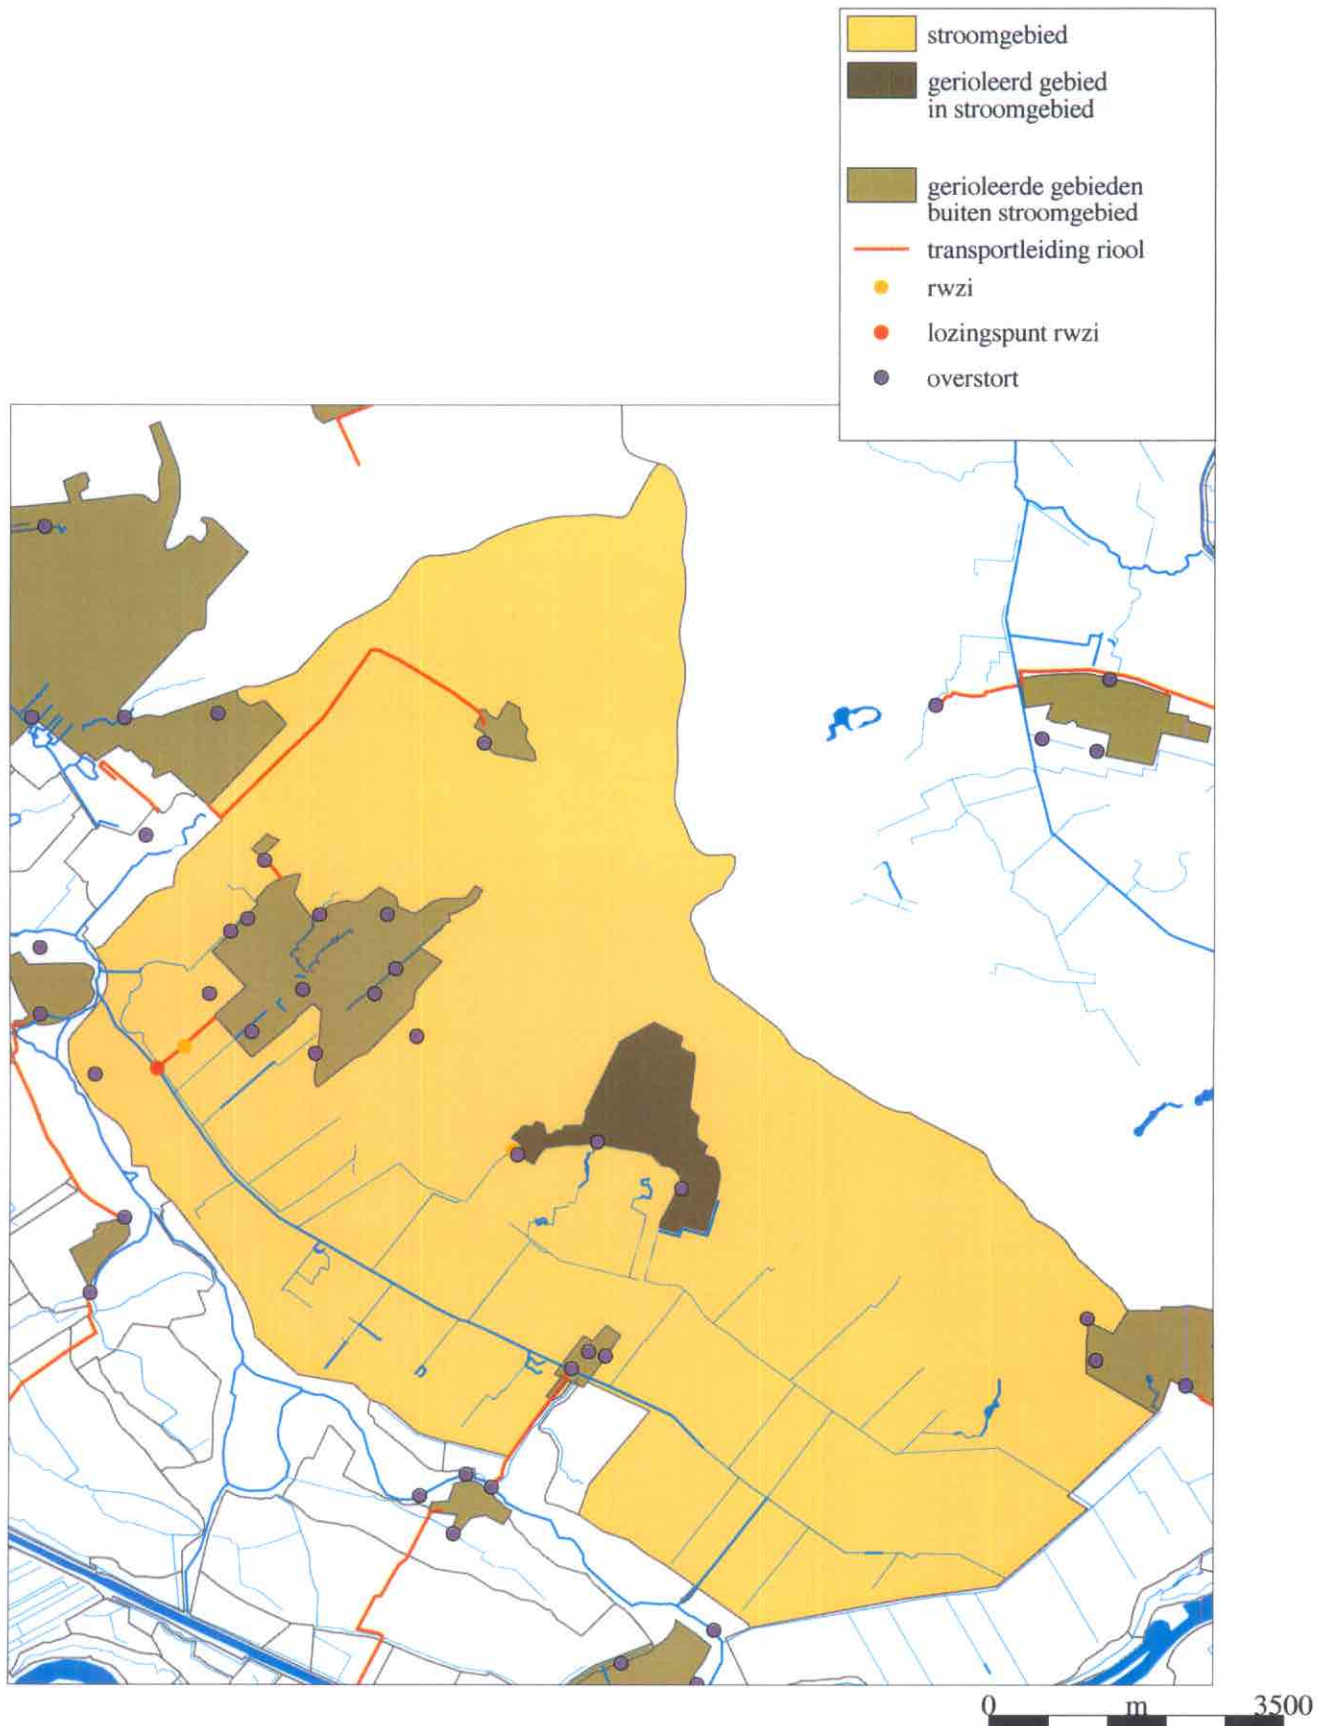 stroomgebied
gerioleerd gebied
in stroomgebied
gerioleerde gebieden
buiten stroomgebied
transportleiding riool
rwzi
lozingspunt rwzi
overstort
0 m 3500